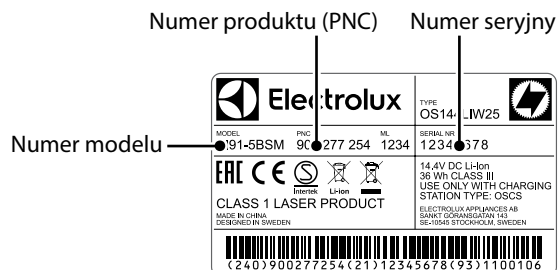 Numer produktu (PNC) Numer seryjny
Numer modelu
Electrolux
TYPE
MODEL PNC ML SERIAL NR
277 254 1234
EAC CE S Intertek Li-ion
CLASS 1 LASER PRODUCT
MADE IN CHINA
DESIGNED IN SWEDEN
14,4V DC Li-Ion
36 Wh CLASS III
USE ONLY WITH CHARGING
STATION TYPE: OSCS
ELECTROLUX APPLIANCES AB
SANKT GÖRANSGATAN 143
SE-10545 STOCKHOLM, SWEDEN
(240)900277254(21)12345678(93)1100106